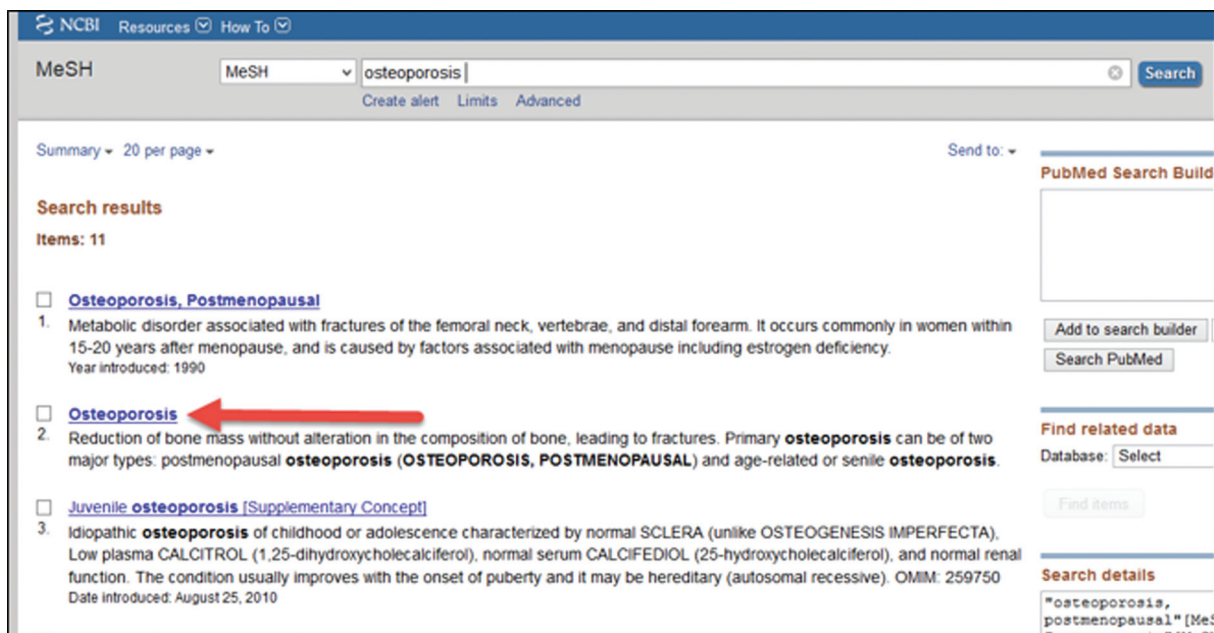 NCBI Resources How To
MeSH MeSH osteoporosis Search
Create alert Limits Advanced
Summary 20 per page Send to:
PubMed Search Build
Search results
Items: 11
Osteoporosis, Postmenopausal
1. Metabolic disorder associated with fractures of the femoral neck, vertebrae, and distal forearm. It occurs commonly in women within
15-20 years after menopause, and is caused by factors associated with menopause including estrogen deficiency.
Year introduced: 1990
Add to search builder
Search PubMed
Osteoporosis
2. Reduction of bone mass without alteration in the composition of bone, leading to fractures. Primary osteoporosis can be of two
major types: postmenopausal osteoporosis (OSTEOPOROSIS, POSTMENOPAUSAL) and age-related or senile osteoporosis.
Find related data
Database: Select
Find items
Juvenile osteoporosis [Supplementary Concept]
3. Idiopathic osteoporosis of childhood or adolescence characterized by normal SCLERA (unlike OSTEOGENESIS IMPERFECTA),
Low plasma CALCITROL (1,25-dihydroxycholecalciferol), normal serum CALCIFEDIOL (25-hydroxycholecalciferol), and normal renal
function. The condition usually improves with the onset of puberty and it may be hereditary (autosomal recessive). OMIM: 259750
Date introduced: August 25, 2010
Search details
"osteoporosis,
postmenopausal"[MeS